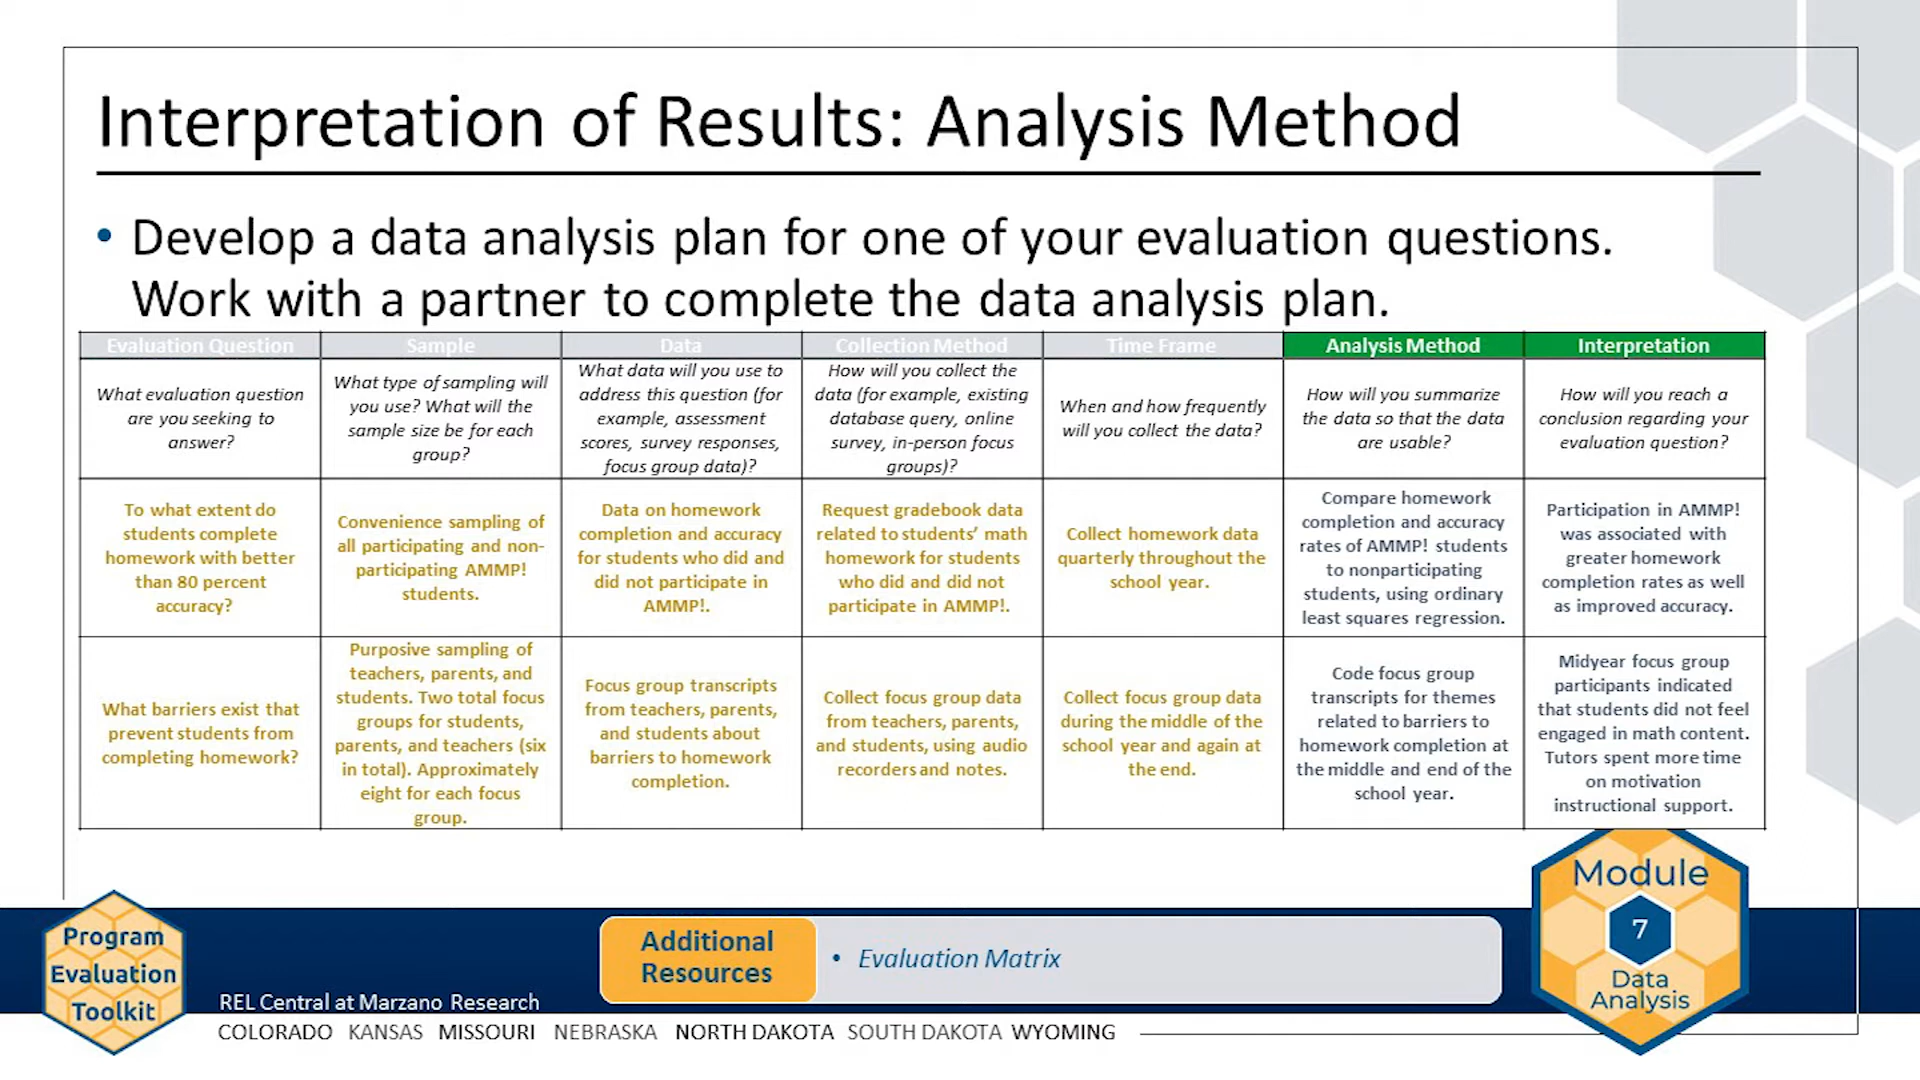 Interpretation of Results: Analysis Method
• Develop a data analysis plan for one of your evaluation questions.
Work with a partner to complete the data analysis plan.
Evaluation Question
Sample
Data
Collection Method
Time Frame
Analysis Method
Interpretation
What evaluation question
are you seeking to
answer?
What type of sampling will
you use? What will the
sample size be for each
group?
What data will you use to
address this question (for
example, assessment
scores, survey responses,
focus group data)?
How will you collect the
data (for example, existing
database query, online
survey, in-person focus
groups)?
When and how frequently
will you collect the data?
How will you summarize
the data so that the data
are usable?
How will you reach a
conclusion regarding your
evaluation question?
To what extent do
students complete
homework with better
than 80 percent
accuracy?
Convenience sampling of
all participating and non-
participating AMMP!
students.
Data on homework
completion and accuracy
for students who did and
did not participate in
AMMP!.
Request gradebook data
related to students’ math
homework for students
who did and did not
participate in AMMP!.
Collect homework data
quarterly throughout the
school year.
Compare homework
completion and accuracy
rates of AMMP! students
to nonparticipating
students, using ordinary
least squares regression.
Participation in AMMP!
was associated with
greater homework
completion rates as well
as improved accuracy.
What barriers exist that
prevent students from
completing homework?
Purposive sampling of
teachers, parents, and
students. Two total focus
groups for students,
parents, and teachers (six
in total). Approximately
eight for each focus
group.
Focus group transcripts
from teachers, parents,
and students about
barriers to homework
completion.
Collect focus group data
from teachers, parents,
and students, using audio
recorders and notes.
Collect focus group data
during the middle of the
school year and again at
the end.
Code focus group
transcripts for themes
related to barriers to
homework completion at
the middle and end of the
school year.
Midyear focus group
participants indicated
that students did not feel
engaged in math content.
Tutors spent more time
on motivation
instructional support.
Program
Evaluation
Toolkit
REL Central at Marzano Research
COLORADO KANSAS MISSOURI NEBRASKA NORTH DAKOTA SOUTH DAKOTA WYOMING
Additional
Resources
• Evaluation Matrix
Module
7
Data
Analysis